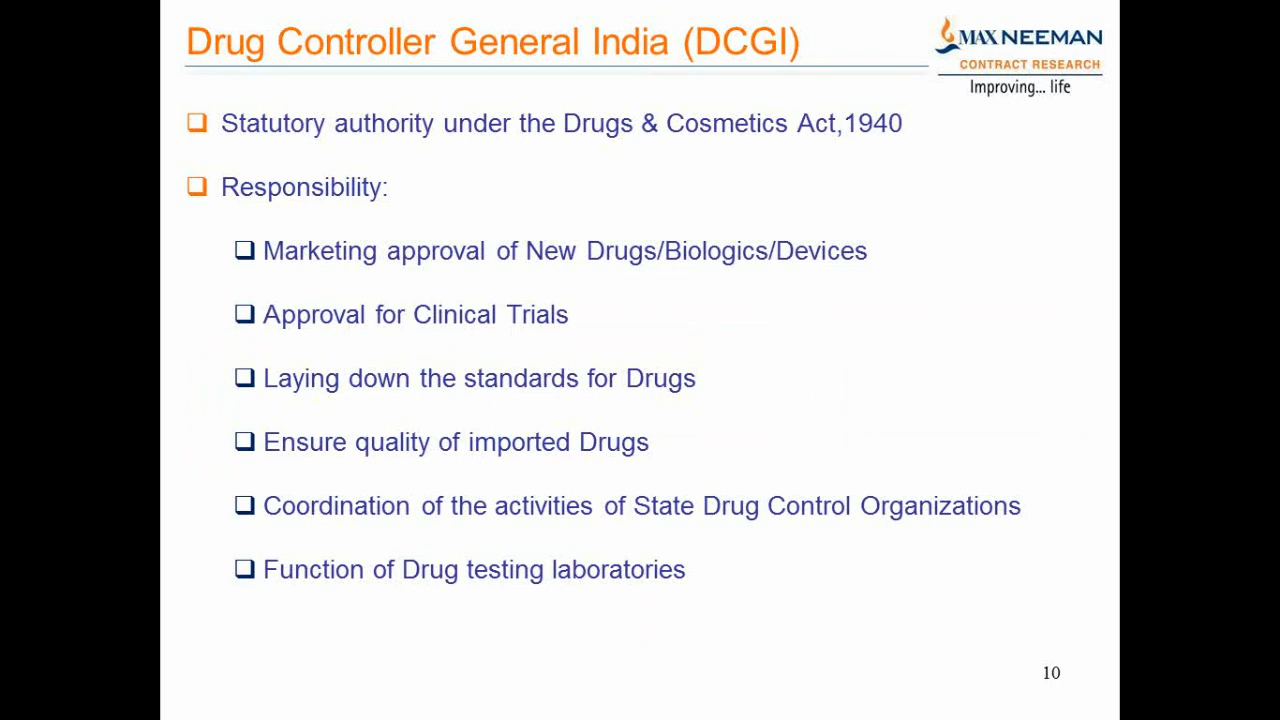 Drug Controller General India (DCGI)
MAX NEEMAN
CONTRACT RESEARCH
Improving... life
Statutory authority under the Drugs & Cosmetics Act,1940
Responsibility:
Marketing approval of New Drugs/Biologics/Devices
Approval for Clinical Trials
Laying down the standards for Drugs
Ensure quality of imported Drugs
Coordination of the activities of State Drug Control Organizations
Function of Drug testing laboratories
10